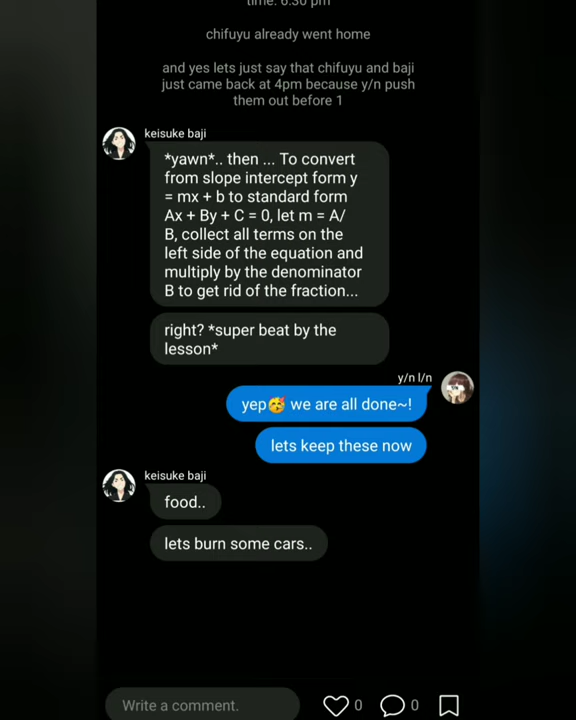 time: 6:30 pm
chifuyu already went home
and yes lets just say that chifuyu and baji
just came back at 4pm because y/n push
them out before 1
keisuke baji
*yawn*.. then ... To convert
from slope intercept form y
= mx + b to standard form
Ax + By + C = 0, let m = A/
B, collect all terms on the
left side of the equation and
multiply by the denominator
B to get rid of the fraction...
right? *super beat by the
lesson*
y/n l/n
yep🥳 we are all done~!
lets keep these now
keisuke baji
food..
lets burn some cars..
Write a comment.
0
0